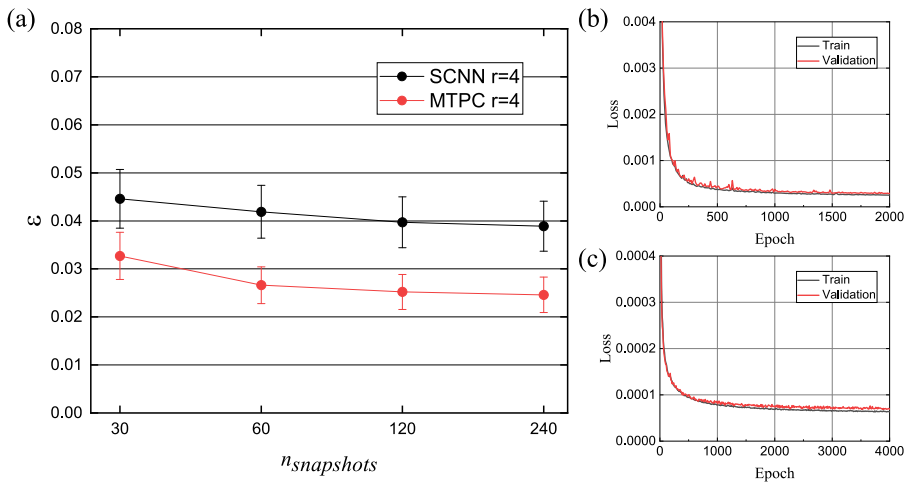 (a)
0.08
0.07
0.06
0.05
0.04
0.03
0.02
0.01
0.00
ε
30 60 120 240
n_snapshots
SCNN r=4
MTPC r=4
(b)
0.004
0.003
0.002
0.001
0.000
Loss
0 500 1000 1500 2000
Epoch
Train
Validation
(c)
0.0004
0.0003
0.0002
0.0001
0.0000
Loss
0 1000 2000 3000 4000
Epoch
Train
Validation